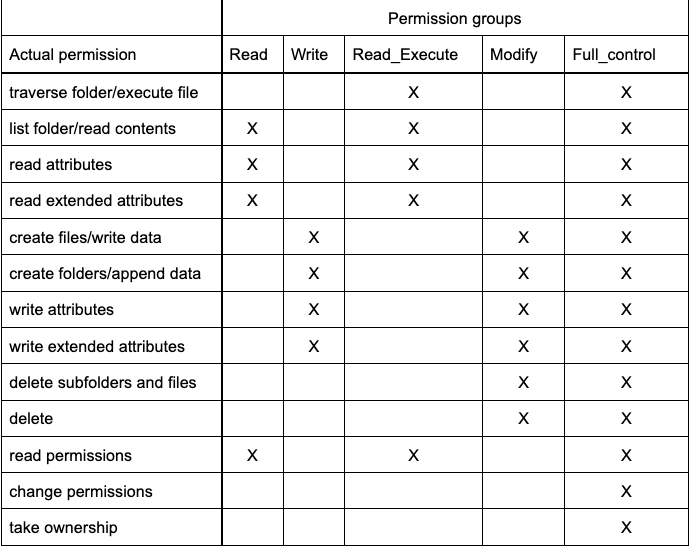 Permission groups
Actual permission Read Write Read_Execute Modify Full_control
traverse folder/execute file X X
list folder/read contents X X X
read attributes X X X
read extended attributes X X X
create files/write data X X X
create folders/append data X X X
write attributes X X X
write extended attributes X X X
delete subfolders and files X X
delete X X
read permissions X X X
change permissions X
take ownership X